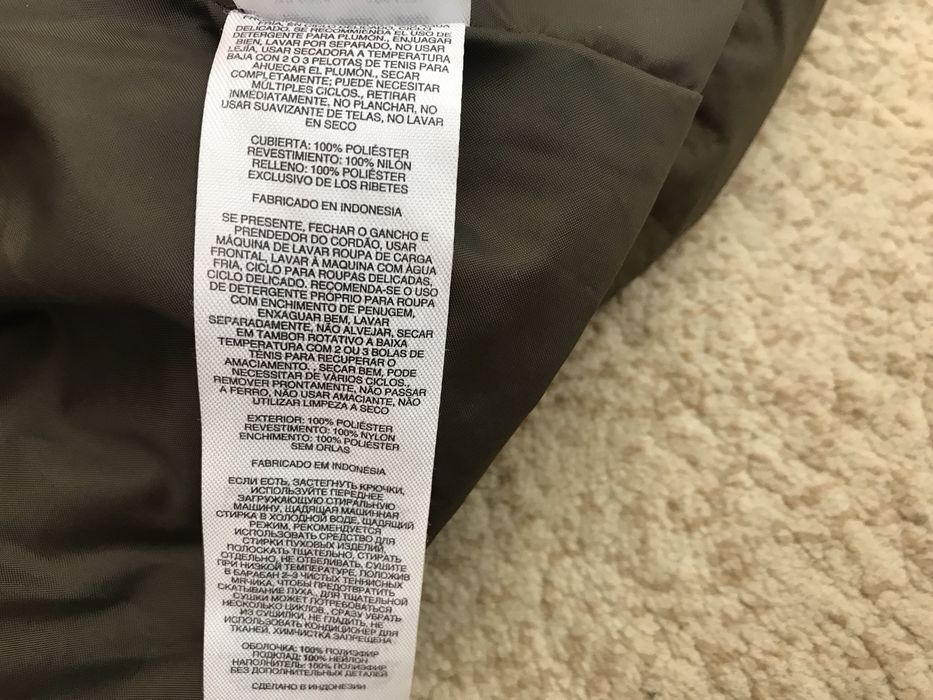 DELICADO. SE RECOMIENDA EL USO DE
DETERGENTE PARA PLUMÓN., ENJUAGAR
BIEN, LAVAR POR SEPARADO, NO USAR
LEJÍA, USAR SECADORA A TEMPERATURA
BAJA CON 2 O 3 PELOTAS DE TENIS PARA
AHUECAR EL PLUMÓN., SECAR
COMPLETAMENTE; PUEDE NECESITAR
MÚLTIPLES CICLOS., RETIRAR
INMEDIATAMENTE, NO PLANCHAR, NO
USAR SUAVIZANTE DE TELAS, NO LAVAR
EN SECO
CUBIERTA: 100% POLIÉSTER
REVESTIMIENTO: 100% NILÓN
RELLENO: 100% POLIÉSTER
EXCLUSIVO DE LOS RIBETES
FABRICADO EN INDONESIA
SE PRESENTE, FECHAR O GANCHO E
PRENDEDOR DO CORDÃO, USAR
MÁQUINA DE LAVAR ROUPA DE CARGA
FRONTAL, LAVAR À MAQUINA COM ÁGUA
FRIA, CICLO PARA ROUPAS DELICADAS,
CICLO DELICADO. RECOMENDA-SE O USO
DE DETERGENTE PRÓPRIO PARA ROUPA
COM ENCHIMENTO DE PENUGEM,
ENXAGUAR BEM, LAVAR
SEPARADAMENTE, NÃO ALVEJAR, SECAR
EM TAMBOR ROTATIVO A BAIXA
TEMPERATURA COM 2 OU 3 BOLAS DE
TÊNIS PARA RECUPERAR O
AMACIAMENTO. , SECAR BEM, PODE
NECESSITAR DE VÁRIOS CICLOS.,
REMOVER PRONTAMENTE, NÃO PASSAR
A FERRO, NÃO USAR AMACIANTE, NÃO
UTILIZAR LIMPEZA A SECO
EXTERIOR: 100% POLIÉSTER
REVESTIMENTO: 100% NYLON
ENCHIMENTO: 100% POLIÉSTER
SEM ORLAS
FABRICADO EM INDONÉSIA
ЕСЛИ ЕСТЬ, ЗАСТЕГНУТЬ КРЮЧКИ,
ИСПОЛЬЗУЙТЕ ПЕРЕДНЕЕ
ЗАГРУЖАЮЩУЮ СТИРАЛЬНУЮ
МАШИНУ, ЩАДЯЩАЯ МАШИННАЯ
СТИРКА В ХОЛОДНОЙ ВОДЕ, ЩАДЯЩИЙ
РЕЖИМ, РЕКОМЕНДУЕТСЯ
ИСПОЛЬЗОВАТЬ СРЕДСТВО ДЛЯ
СТИРКИ ПУХОВЫХ ИЗДЕЛИЙ,
ПОЛОСКАТЬ ТЩАТЕЛЬНО, СТИРАТЬ
ОТДЕЛЬНО, НЕ ОТБЕЛИВАТЬ, СУШИТЕ
ПРИ НИЗКОЙ ТЕМПЕРАТУРЕ, ПОЛОЖИВ
В БАРАБАН 2-3 ЧИСТЫХ ТЕННИСНЫХ
МЯЧИКА, ЧТОБЫ ПРЕДОТВРАТИТЬ
СКАТЫВАНИЕ ПУХА, ДЛЯ ТЩАТЕЛЬНОЙ
СУШКИ МОЖЕТ ПОТРЕБОВАТЬСЯ
НЕСКОЛЬКО ЦИКЛОВ, СРАЗУ УБРАТЬ
ИЗ СУШИЛКИ, НЕ ГЛАДИТЬ, НЕ
ИСПОЛЬЗОВАТЬ КОНДИЦИОНЕР ДЛЯ
ТКАНЕЙ, ХИМЧИСТКА ЗАПРЕЩЕНА
ОБОЛОЧКА: 100% ПОЛИЭФИР
ПОДКЛАД: 100% НЕЙЛОН
НАПОЛНИТЕЛЬ: 100% ПОЛИЭФИР
БЕЗ ДОПОЛНИТЕЛЬНЫХ ДЕТАЛЕЙ
СДЕЛАНО В ИНДОНЕЗИИ